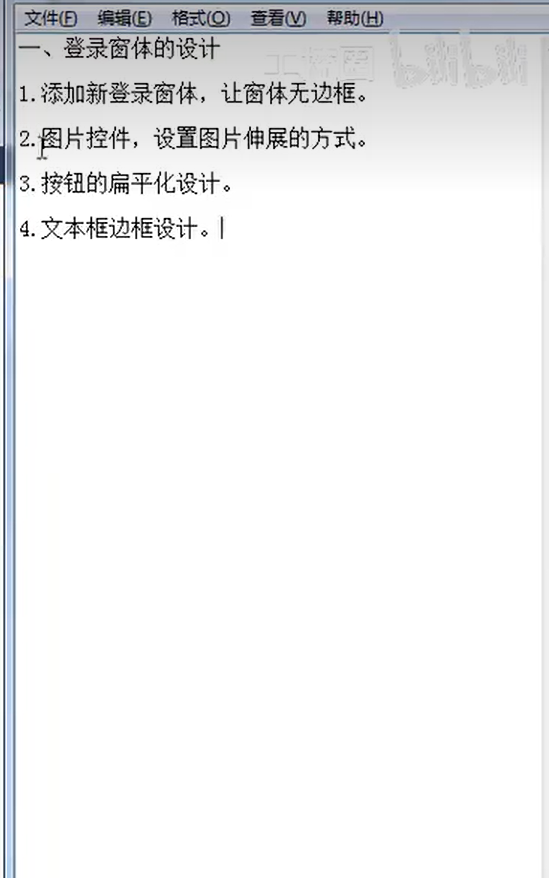 文件(F) 编辑(E) 格式(O) 查看(V) 帮助(H)
一、登录窗体的设计
bilibili
1.添加新登录窗体，让窗体无边框。
2.图片控件，设置图片伸展的方式。
3.按钮的扁平化设计。
4.文本框边框设计。